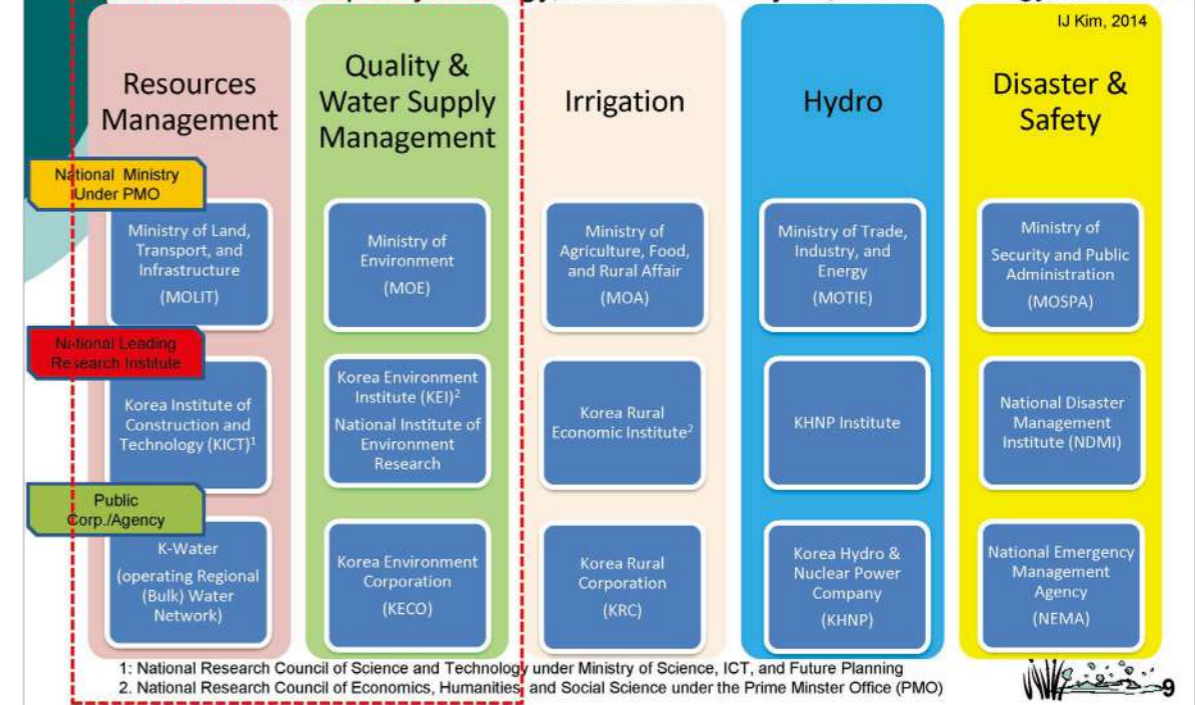 IJ Kim, 2014
Resources
Management
Quality &
Water Supply
Management
Irrigation
Hydro
Disaster &
Safety
National Ministry
Under PMO
Ministry of Land,
Transport, and
Infrastructure
(MOLIT)
Ministry of
Environment
(MOE)
Ministry of
Agriculture, Food,
and Rural Affair
(MOA)
Ministry of Trade,
Industry, and
Energy
(MOTIE)
Ministry of
Security and Public
Administration
(MOSPA)
National Leading
Research Institute
Korea Institute of
Construction and
Technology (KICT)¹
Korea Environment
Institute (KEI)²
National Institute of
Environment
Research
Korea Rural
Economic Institute²
KHNP Institute
National Disaster
Management
Institute (NDMI)
Public
Corp./Agency
K-Water
(operating Regional
(Bulk) Water
Network)
Korea Environment
Corporation
(KECO)
Korea Rural
Corporation
(KRC)
Korea Hydro &
Nuclear Power
Company
(KHNP)
National Emergency
Management
Agency
(NEMA)
1: National Research Council of Science and Technology under Ministry of Science, ICT, and Future Planning
2. National Research Council of Economics, Humanities, and Social Science under the Prime Minster Office (PMO)
9